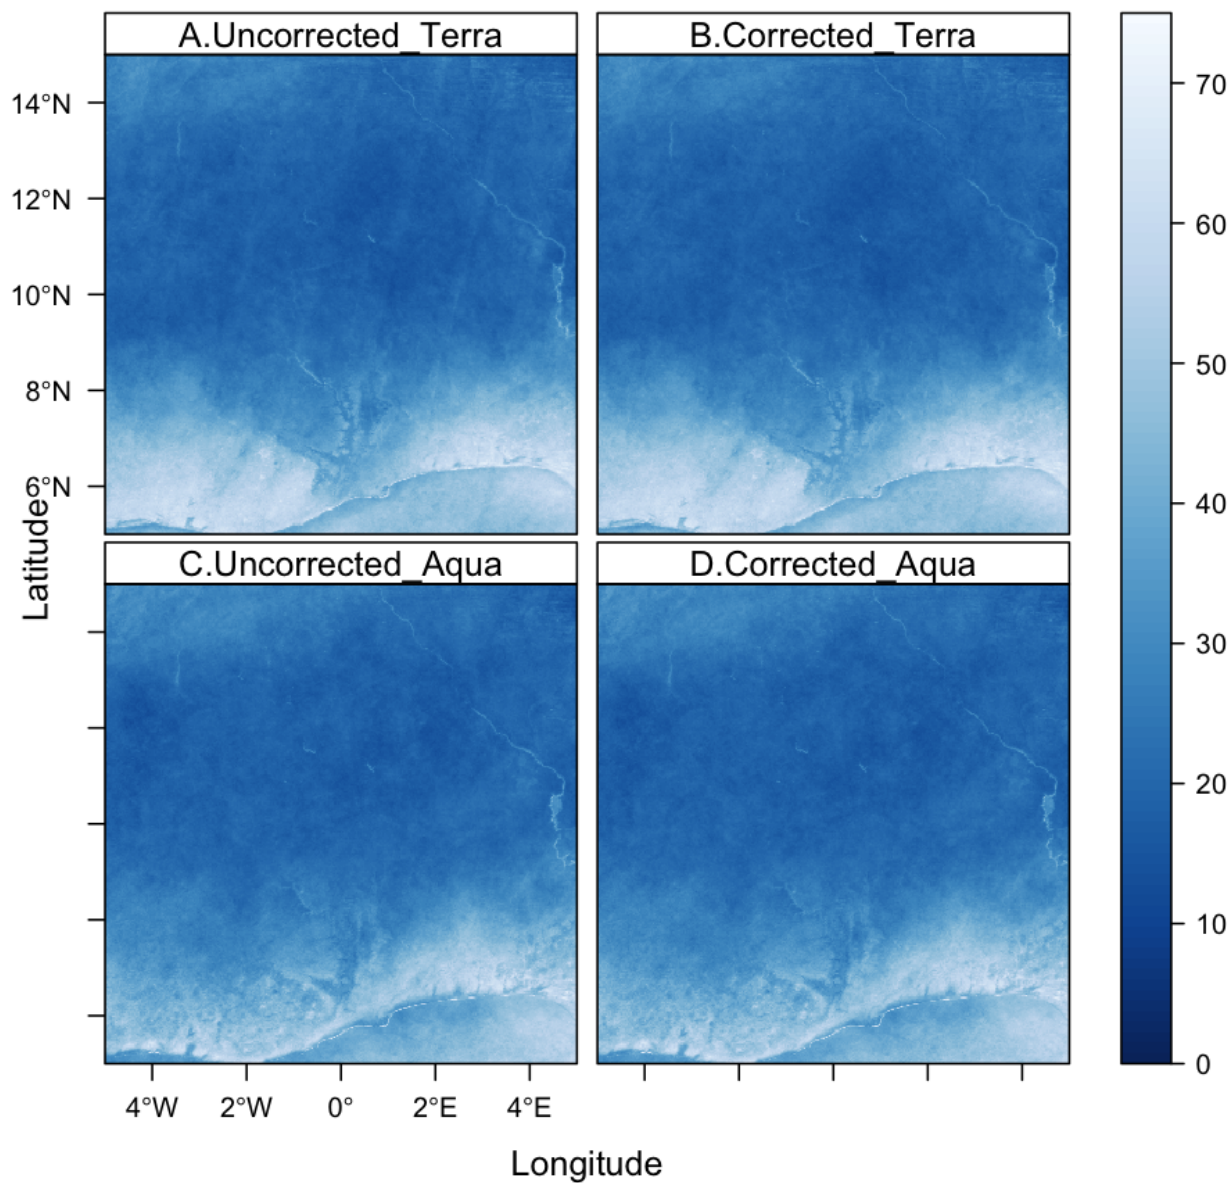 A.Uncorrected_Terra
B.Corrected_Terra
14°N
12°N
10°N
8°N
6°N
Latitude
C.Uncorrected_Aqua
D.Corrected_Aqua
4°W 2°W 0° 2°E 4°E
Longitude
70
60
50
40
30
20
10
0